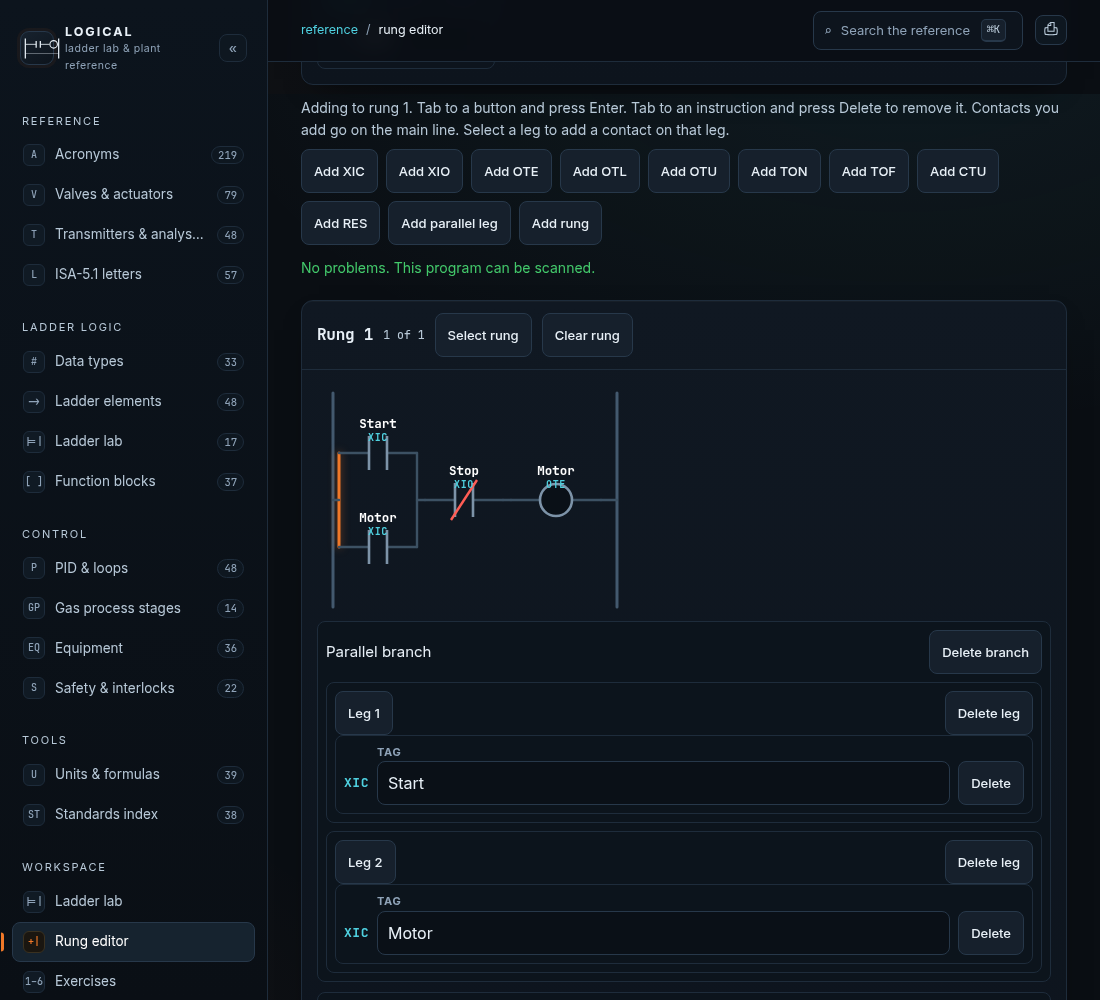 LOGICAL
ladder lab & plant
reference
«
REFERENCE
A Acronyms 219
V Valves & actuators 79
T Transmitters & analys... 48
L ISA-5.1 letters 57
LADDER LOGIC
# Data types 33
→ Ladder elements 48
Ladder lab 17
[ ] Function blocks 37
CONTROL
P PID & loops 48
GP Gas process stages 14
EQ Equipment 36
S Safety & interlocks 22
TOOLS
U Units & formulas 39
ST Standards index 38
WORKSPACE
Ladder lab
+| Rung editor
1–6 Exercises
reference / rung editor
Search the reference ⌘K
Adding to rung 1. Tab to a button and press Enter. Tab to an instruction and press Delete to remove it. Contacts you
add go on the main line. Select a leg to add a contact on that leg.
Add XIC Add XIO Add OTE Add OTL Add OTU Add TON Add TOF Add CTU
Add RES Add parallel leg Add rung
No problems. This program can be scanned.
Rung 1 1 of 1 Select rung Clear rung
Start
XIC
Stop
XIO
Motor
OTE
Motor
XIC
Parallel branch Delete branch
Leg 1 Delete leg
TAG
XIC Start Delete
Leg 2 Delete leg
TAG
XIC Motor Delete